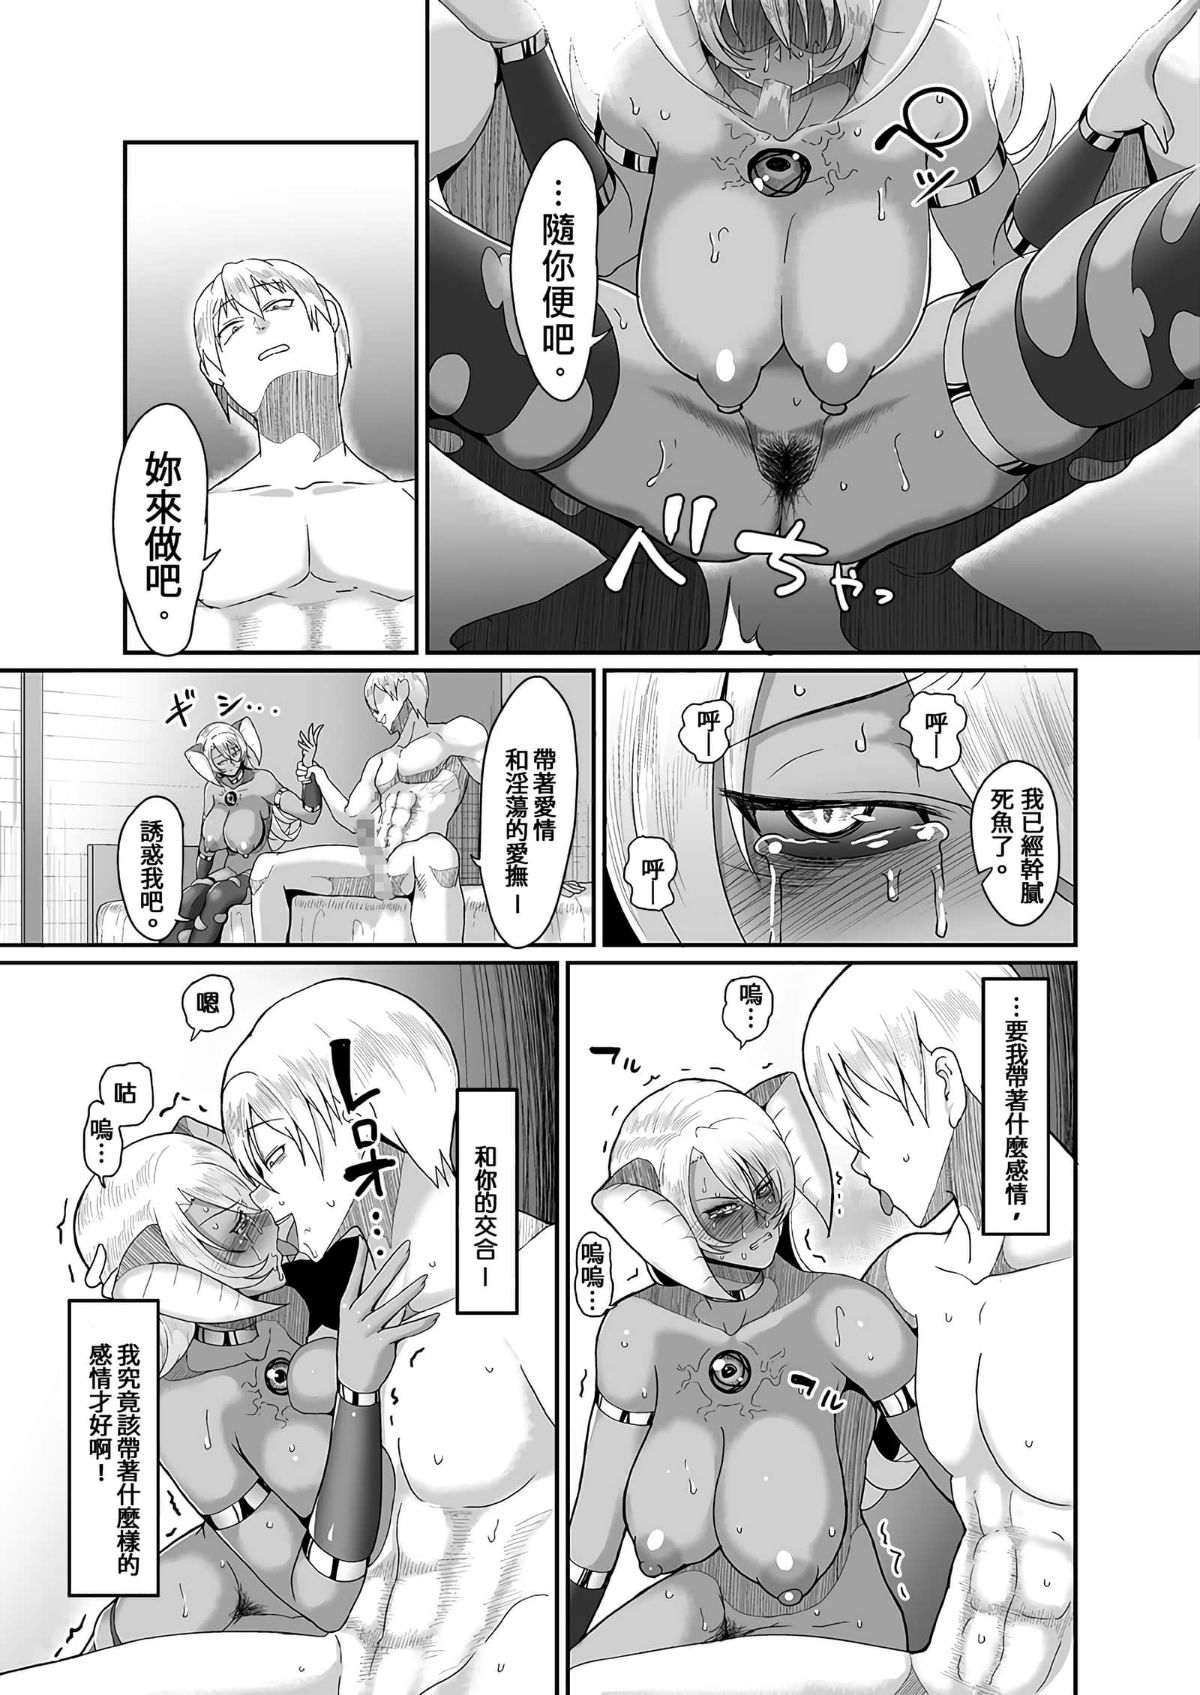 …隨你便吧。
ベちゃっ
妳來做吧。
呼—
呼—
呼—
我已經幹膩
死魚了。
帶著愛情
和淫蕩的愛撫—
ギシ…
誘惑我吧。
…要我帶著什麼感情，
嗚…
フル
嗚嗚…
フル
和你的交合—
レロォ…
嗯
咕
嗚…
我究竟該帶著什麼樣的
感情才好啊！